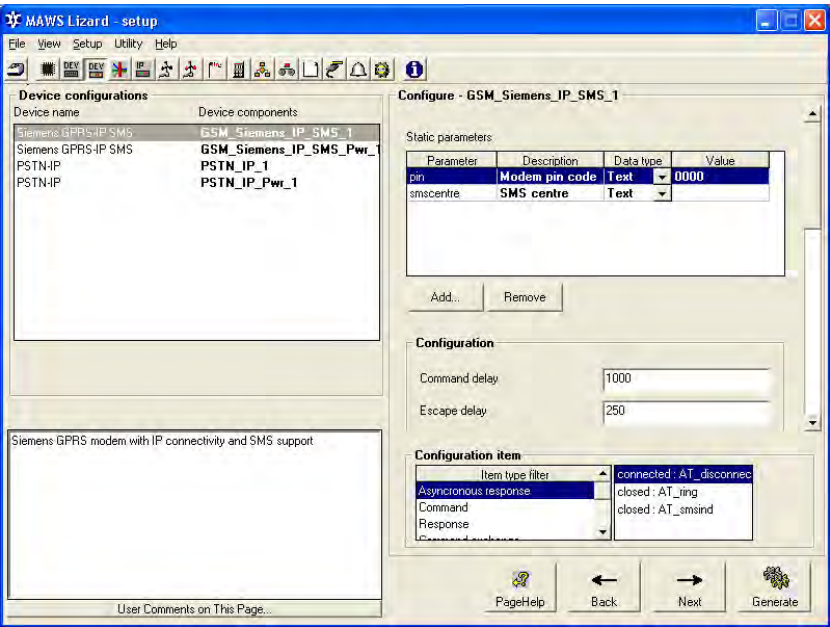 MAWS Lizard - setup
File View Setup Utility Help
DEV DEV IP
Device configurations
Device name Device components
Siemens GPRS-IP SMS GSM_Siemens_IP_SMS_1
Siemens GPRS-IP SMS GSM_Siemens_IP_SMS_Pwr_1
PSTN-IP PSTN_IP_1
PSTN-IP PSTN_IP_Pwr_1
Siemens GPRS modem with IP connectivity and SMS support
User Comments on This Page...
Configure - GSM_Siemens_IP_SMS_1
Static parameters
Parameter Description Data type Value
pin Modem pin code Text 0000
smscentre SMS centre Text
Add... Remove
Configuration
Command delay 1000
Escape delay 250
Configuration item
Item type filter
Asyncronous response
Command
Response
Command exchange
connected : AT_disconnec
closed : AT_ring
closed : AT_smsind
PageHelp Back Next Generate